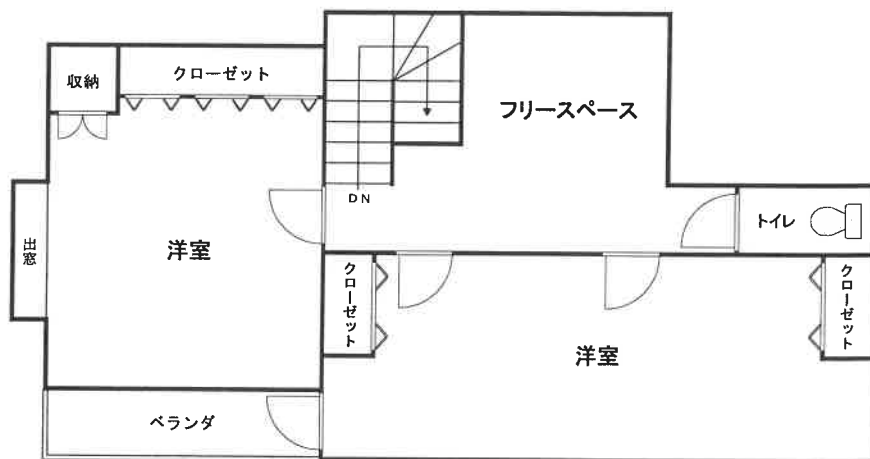 収納
クローゼット
フリースペース
DN
トイレ
出窓
洋室
クローゼット
クローゼット
洋室
ベランダ